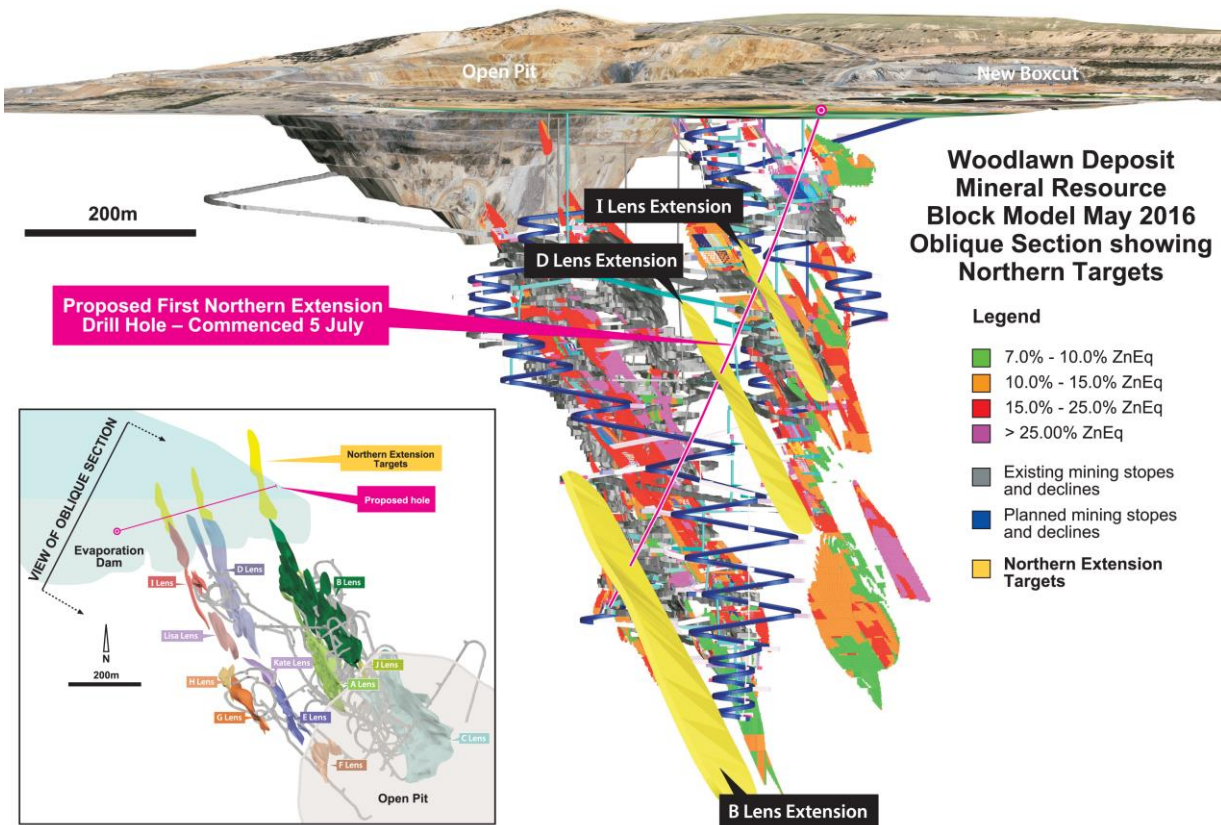 Open Pit
New Boxcut
200m
I Lens Extension
D Lens Extension
Proposed First Northern Extension
Drill Hole – Commenced 5 July
B Lens Extension
Woodlawn Deposit
Mineral Resource
Block Model May 2016
Oblique Section showing
Northern Targets
Legend
7.0% - 10.0% ZnEq
10.0% - 15.0% ZnEq
15.0% - 25.0% ZnEq
> 25.00% ZnEq
Existing mining stopes
and declines
Planned mining stopes
and declines
Northern Extension
Targets
VIEW OF OBLIQUE SECTION
Northern Extension
Targets
Proposed hole
Evaporation
Dam
I Lens
D Lens
B Lens
Lisa Lens
Kate Lens
J Lens
H Lens
A Lens
G Lens
E Lens
C Lens
F Lens
N
200m
Open Pit